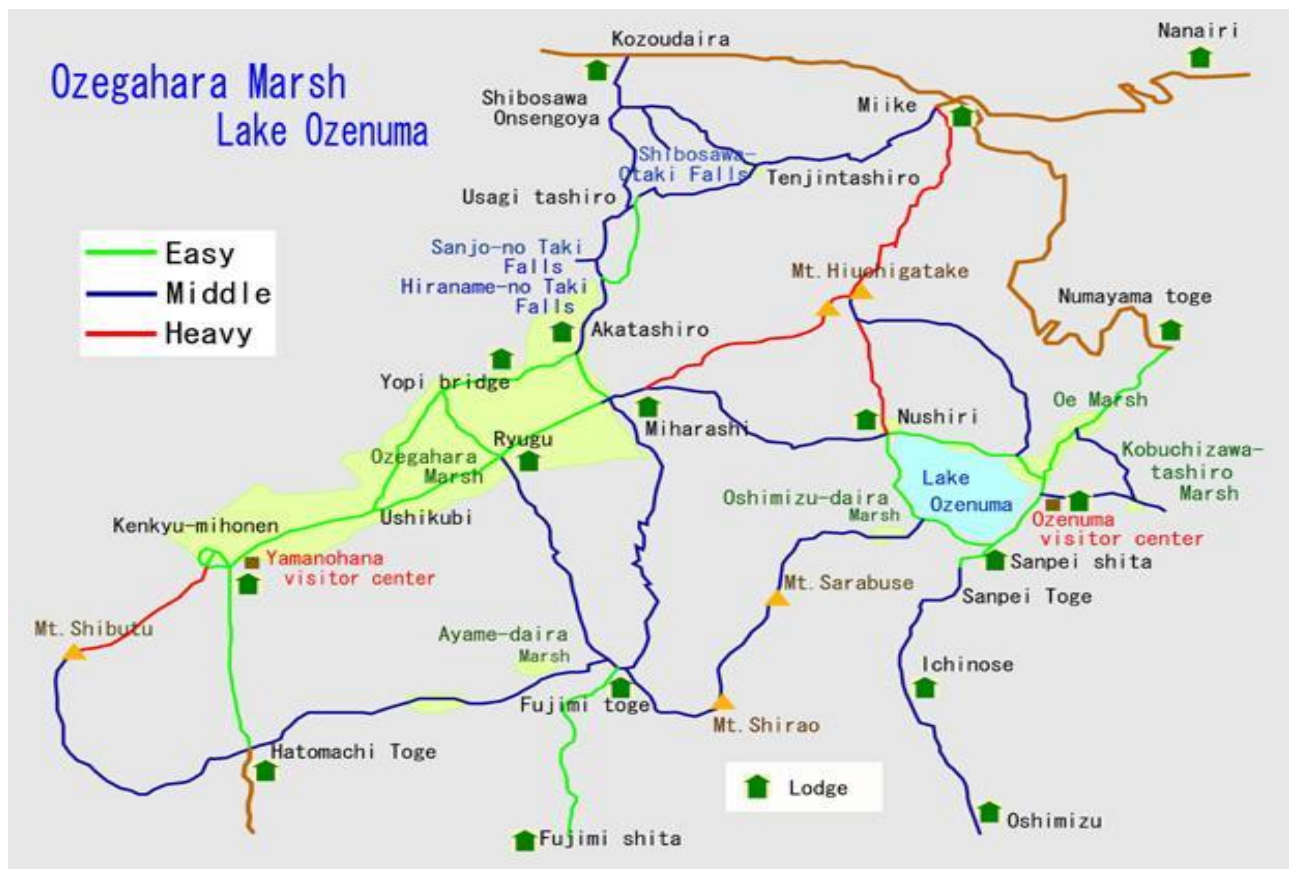 Ozegahara Marsh
Lake Ozenuma
Easy
Middle
Heavy
Kozoudaira
Nanairi
Shibosawa
Onsengoya
Miike
Shibosawa-
Otaki Falls
Tenjintashiro
Usagi tashiro
Sanjo-no Taki
Falls
Hiraname-no Taki
Falls
Mt.Hiuchigatake
Numayama toge
Akatashiro
Yopi bridge
Oe Marsh
Miharashi
Nushiri
Ryugu
Ozegahara
Marsh
Kobuchizawa-
tashiro
Marsh
Lake
Ozenuma
Oshimizu-daira
Marsh
Ushikubi
Kenkyu-mihonen
Ozenuma
visitor center
Yamanohana
visitor center
Sanpei shita
Mt.Sarabuse
Sanpei Toge
Mt.Shibutu
Ayame-daira
Marsh
Ichinose
Fujimi toge
Mt.Shirao
Hatomachi Toge
Lodge
Oshimizu
Fujimi shita